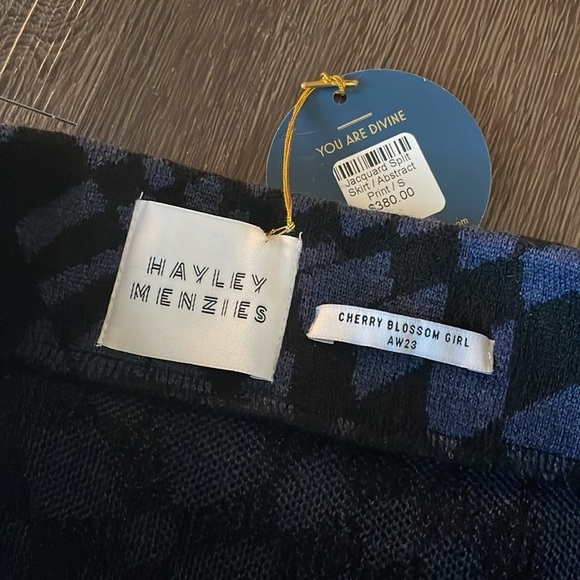 YOU ARE DIVINE
Jacquard Split
Skirt / Abstract
Print / S
$380.00
HAYLEY
MENZIES
CHERRY BLOSSOM GIRL
AW23